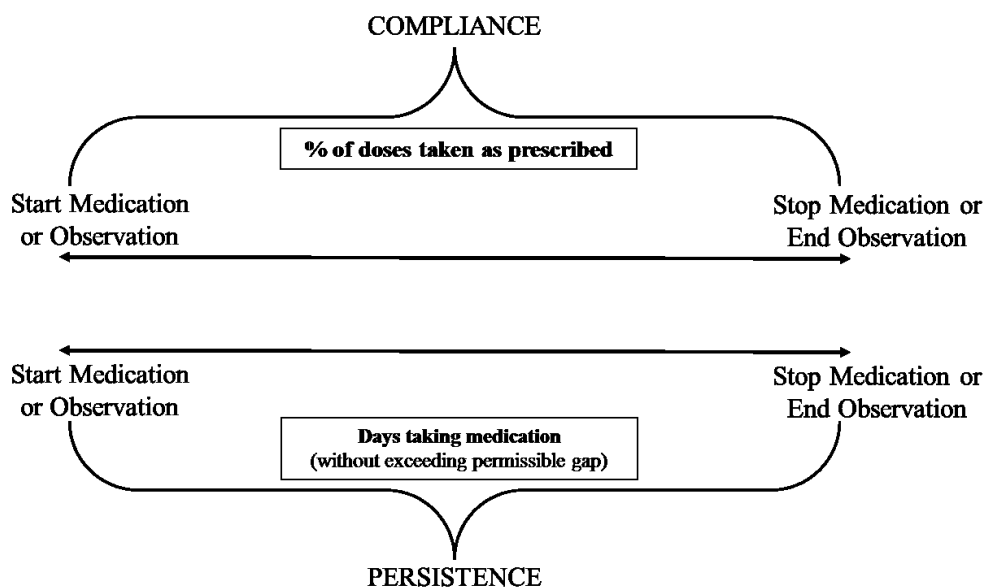 COMPLIANCE
% of doses taken as prescribed
Start Medication
or Observation
Stop Medication or
End Observation
Start Medication
or Observation
Stop Medication or
End Observation
Days taking medication
(without exceeding permissible gap)
PERSISTENCE